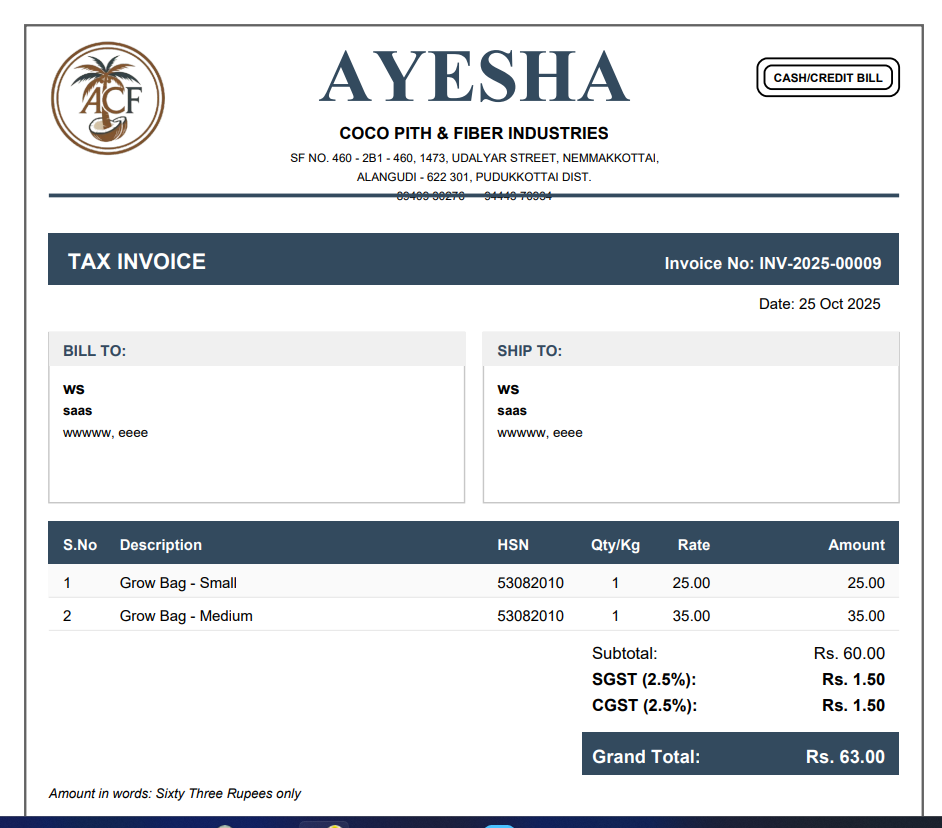 ACF
AYESHA
CASH/CREDIT BILL
COCO PITH & FIBER INDUSTRIES
SF NO. 460 - 2B1 - 460, 1473, UDALYAR STREET, NEMMAKKOTTAI,
ALANGUDI - 622 301, PUDUKKOTTAI DIST.
TAX INVOICE Invoice No: INV-2025-00009
Date: 25 Oct 2025
BILL TO:
ws
saas
wwwww, eeee
SHIP TO:
ws
saas
wwwww, eeee
S.No Description HSN Qty/Kg Rate Amount
1 Grow Bag - Small 53082010 1 25.00 25.00
2 Grow Bag - Medium 53082010 1 35.00 35.00
Subtotal: Rs. 60.00
SGST (2.5%): Rs. 1.50
CGST (2.5%): Rs. 1.50
Grand Total: Rs. 63.00
Amount in words: Sixty Three Rupees only